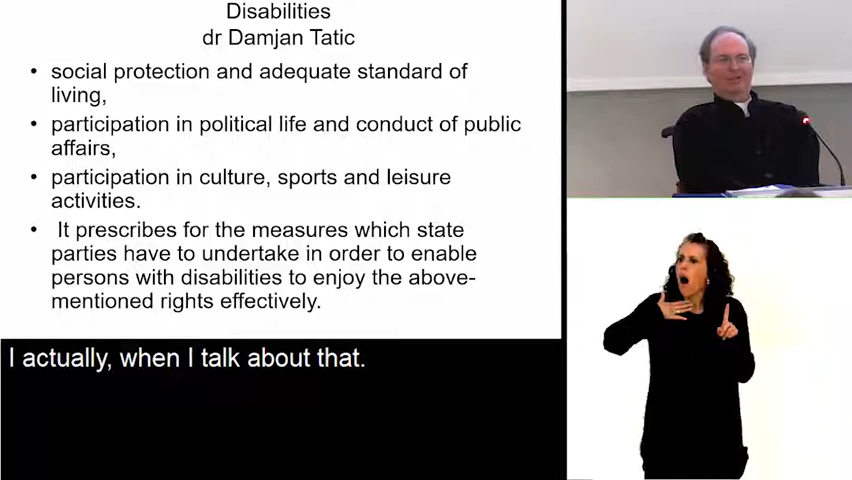 Disabilities
dr Damjan Tatic
• social protection and adequate standard of
living,
• participation in political life and conduct of public
affairs,
• participation in culture, sports and leisure
activities.
• It prescribes for the measures which state
parties have to undertake in order to enable
persons with disabilities to enjoy the above-
mentioned rights effectively.
I actually, when I talk about that.